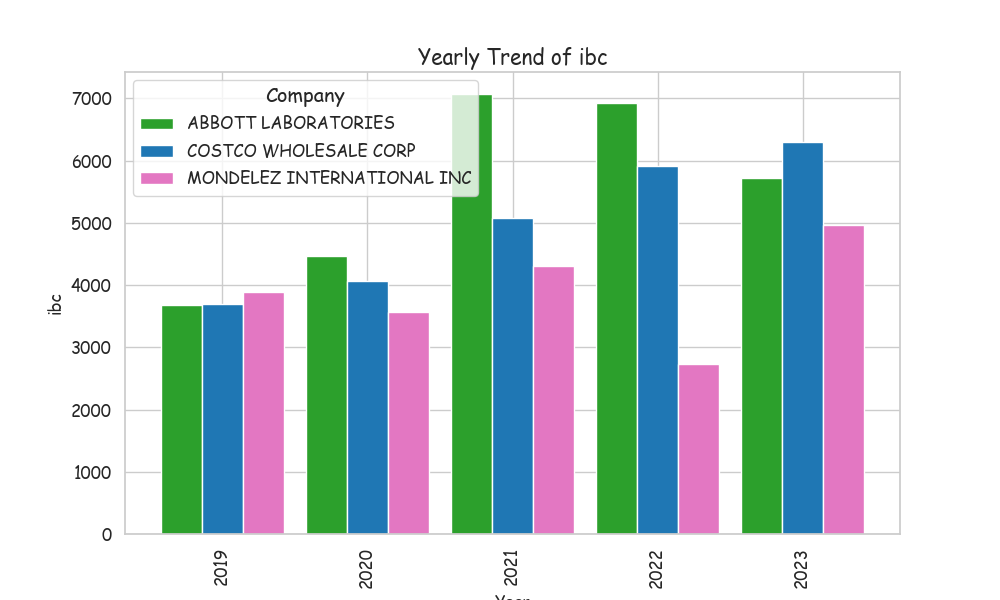 Yearly Trend of ibc
Company
ABBOTT LABORATORIES
COSTCO WHOLESALE CORP
MONDELEZ INTERNATIONAL INC
7000
6000
5000
4000
3000
2000
1000
0
ibc
2019
2020
2021
2022
2023
Year